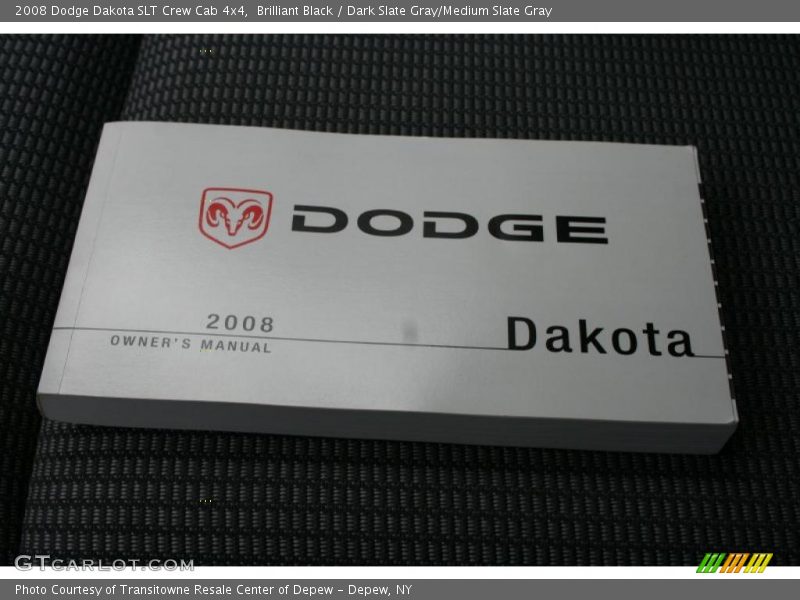 2008 Dodge Dakota SLT Crew Cab 4x4,  Brilliant Black / Dark Slate Gray/Medium Slate Gray
DODGE
2008
OWNER'S MANUAL
Dakota
GTCARLOT.COM
Photo Courtesy of Transitowne Resale Center of Depew – Depew, NY